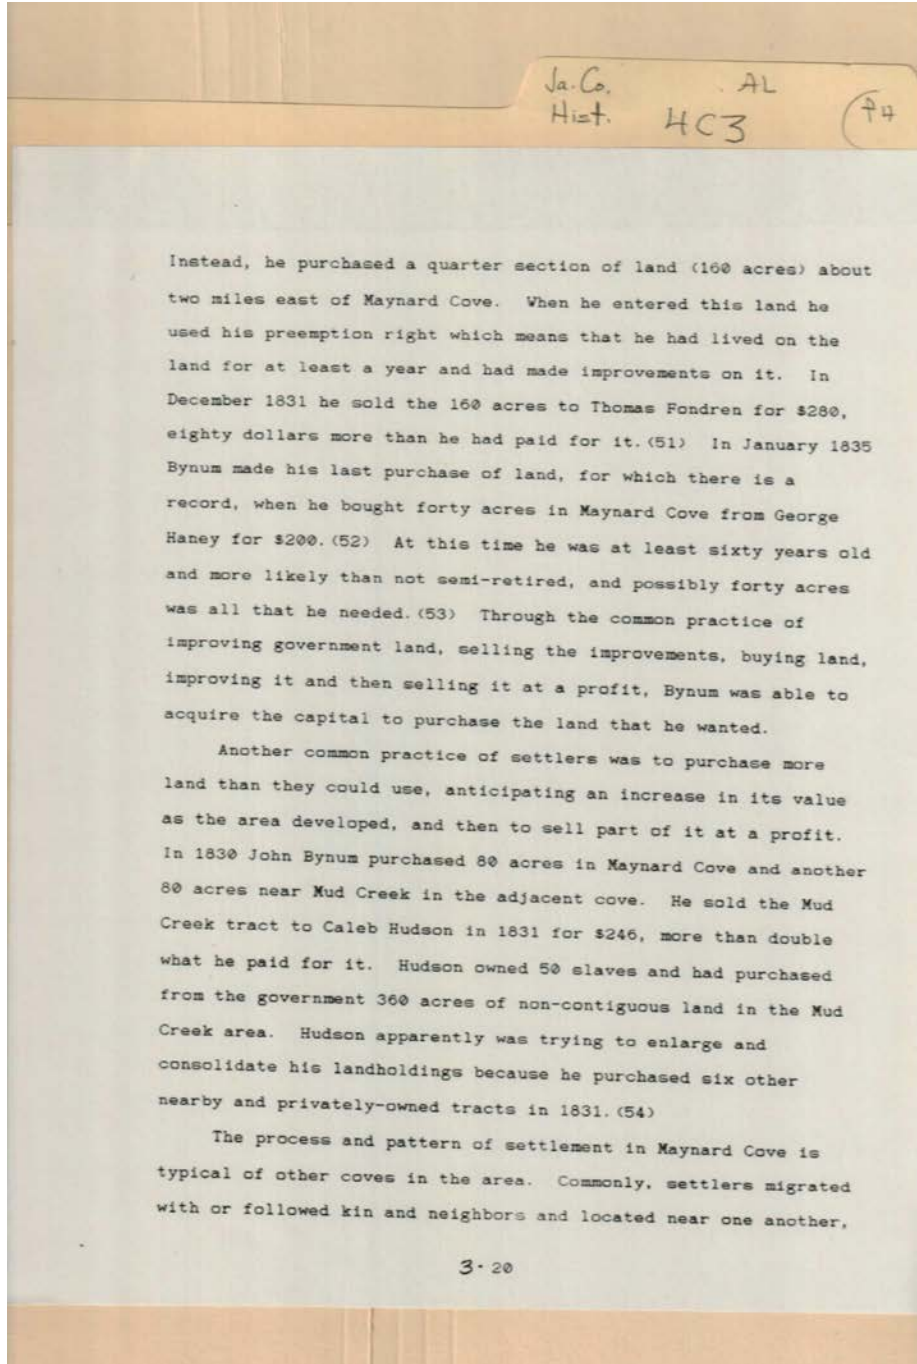 Ja. Co. AL
Hist. 4C3 P4
Instead, he purchased a quarter section of land (160 acres) about
two miles east of Maynard Cove. When he entered this land he
used his preemption right which means that he had lived on the
land for at least a year and had made improvements on it. In
December 1831 he sold the 160 acres to Thomas Fondren for $280,
eighty dollars more than he had paid for it.(51) In January 1835
Bynum made his last purchase of land, for which there is a
record, when he bought forty acres in Maynard Cove from George
Haney for $200.(52) At this time he was at least sixty years old
and more likely than not semi-retired, and possibly forty acres
was all that he needed.(53) Through the common practice of
improving government land, selling the improvements, buying land,
improving it and then selling it at a profit, Bynum was able to
acquire the capital to purchase the land that he wanted.
Another common practice of settlers was to purchase more
land than they could use, anticipating an increase in its value
as the area developed, and then to sell part of it at a profit.
In 1830 John Bynum purchased 80 acres in Maynard Cove and another
80 acres near Mud Creek in the adjacent cove. He sold the Mud
Creek tract to Caleb Hudson in 1831 for $246, more than double
what he paid for it. Hudson owned 50 slaves and had purchased
from the government 360 acres of non-contiguous land in the Mud
Creek area. Hudson apparently was trying to enlarge and
consolidate his landholdings because he purchased six other
nearby and privately-owned tracts in 1831.(54)
The process and pattern of settlement in Maynard Cove is
typical of other coves in the area. Commonly, settlers migrated
with or followed kin and neighbors and located near one another,
3-20